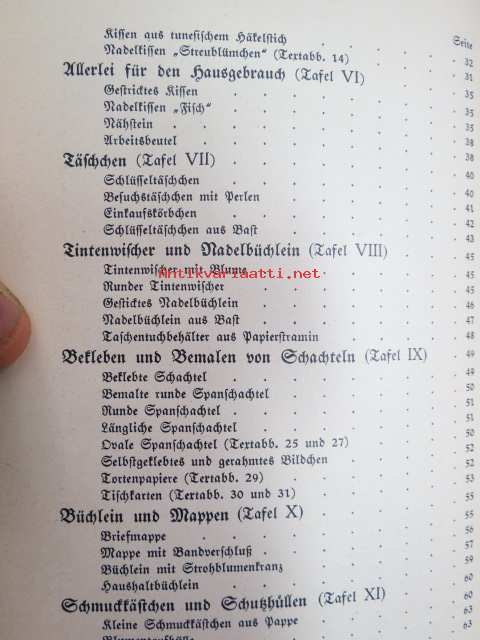 Seite
Kissen aus tunesischem Häkelstich . . . . 32
Nadelkissen „Streublümchen“ (Textabb. 14) . . . 31
Allerlei für den Hausgebrauch (Tafel VI) . . . 35
Gestricktes Kissen . . . . . . 35
Nadelkissen „Fisch“ . . . . . . 35
Nähstein . . . . . . . 38
Arbeitsbeutel . . . . . . . 38
Täschchen (Tafel VII) . . . . . . 40
Schlüsseltäschchen . . . . . . 40
Besuchstäschchen mit Perlen . . . . . 41
Einkaufskörbchen . . . . . . 42
Schlüsseltäschchen aus Bast . . . . . 43
Tintenwischer und Nadelbüchlein (Tafel VIII) . . . 45
Tintenwischer mit Blume . . . . . 45
Antikvariaatti.net
Runder Tintenwischer . . . . . . 45
Gesticktes Nadelbüchlein . . . . . 46
Nadelbüchlein aus Bast . . . . . 47
Taschentuchbehälter aus Papierstramin . . . . 48
Bekleben und Bemalen von Schachteln (Tafel IX) . . 49
Beklebte Schachtel . . . . . . 49
Bemalte runde Spanschachtel . . . . . 50
Runde Spanschachtel . . . . . . 51
Längliche Spanschachtel . . . . . 51
Ovale Spanschachtel (Textabb. 25 und 27) . . . 50
Selbstgeklebtes und gerahmtes Bildchen . . . 52
Tortenpapiere (Textabb. 29) . . . . . 52
Tischkarten (Textabb. 30 und 31) . . . . 53
Büchlein und Mappen (Tafel X) . . . . 55
Briefmappe . . . . . . . 55
Mappe mit Bandverschluß . . . . . 56
Büchlein mit Strohblumenkranz . . . . 57
Haushaltbüchlein . . . . . . 59
Schmuckkästchen und Schutzhüllen (Tafel XI) . . . 60
Kleine Schmuckkästchen aus Pappe . . . . 60
63
63